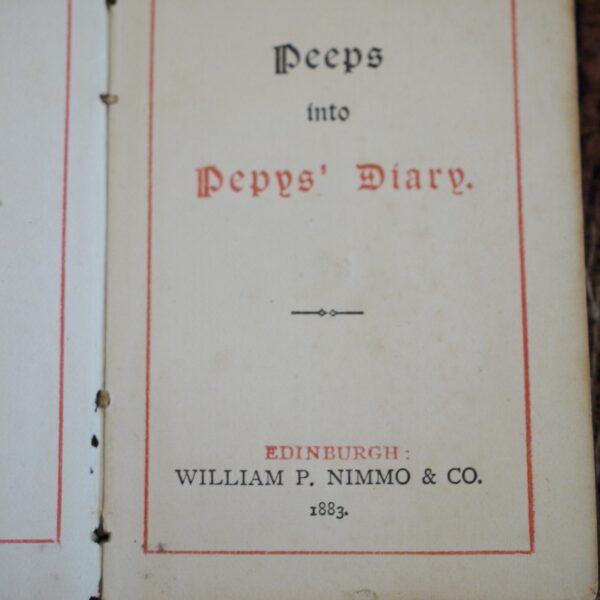 Peeps
into
Pepys' Diary.
EDINBURGH:
WILLIAM P. NIMMO & CO.
1883.